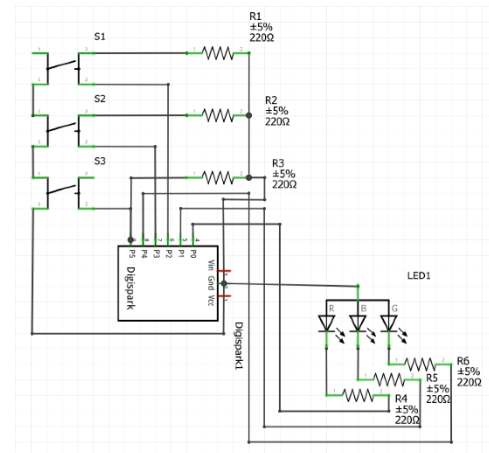 S1
R1
±5%
220Ω
S2
R2
±5%
220Ω
S3
R3
±5%
220Ω
P5
P4
P3
P2
P1
P0
Vin
Gnd
Vcc
Digispark
Digispark1
LED1
R
B
G
R6
±5%
220Ω
R5
±5%
220Ω
R4
±5%
220Ω